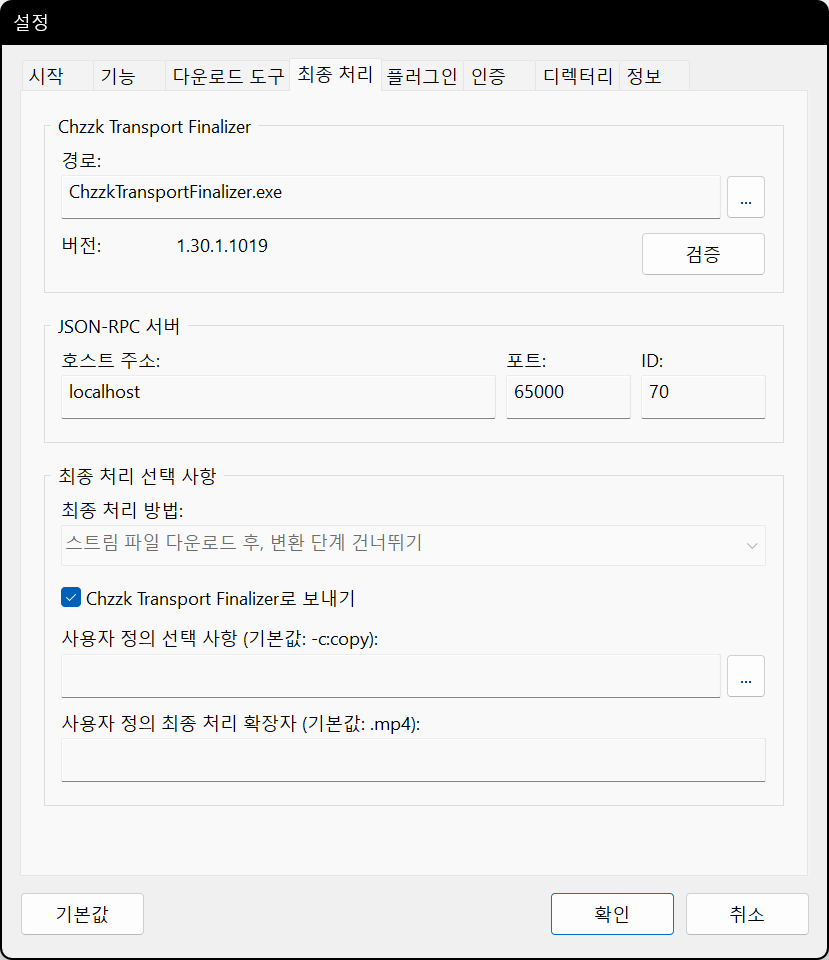 설정
시작 기능 다운로드 도구 최종 처리 플러그인 인증 디렉터리 정보
Chzzk Transport Finalizer
경로:
ChzzkTransportFinalizer.exe ...
버전: 1.30.1.1019 검증
JSON-RPC 서버
호스트 주소: 포트: ID:
localhost 65000 70
최종 처리 선택 사항
최종 처리 방법:
스트림 파일 다운로드 후, 변환 단계 건너뛰기
Chzzk Transport Finalizer로 보내기
사용자 정의 선택 사항 (기본값: -c:copy):
...
사용자 정의 최종 처리 확장자 (기본값: .mp4):
기본값 확인 취소